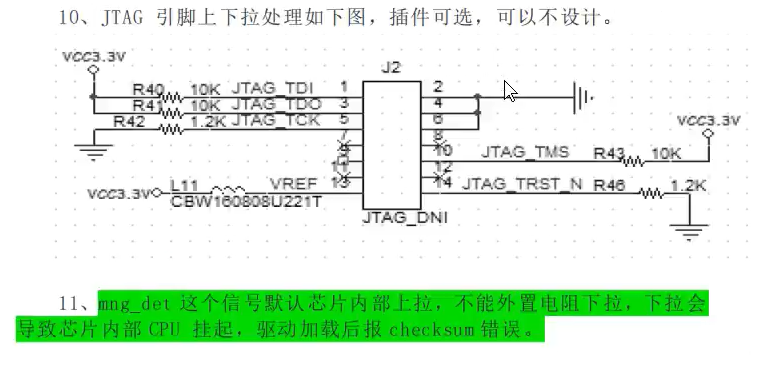 10、JTAG 引脚上下拉处理如下图，插件可选，可以不设计。
VCC3.3V
J2
R40 10K JTAG_TDI 1 2
R41 10K JTAG_TDO 3 4
R42 1.2K JTAG_TCK 5 6
VCC3.3V
7 8
9 10 JTAG_TMS R43 10K
11 12
VCC3.3V L11 VREF 13 14 JTAG_TRST_N R46 1.2K
CBW160808U221T
JTAG_DNI
11、mng_det 这个信号默认芯片内部上拉，不能外置电阻下拉，下拉会
导致芯片内部 CPU 挂起，驱动加载后报 checksum 错误。